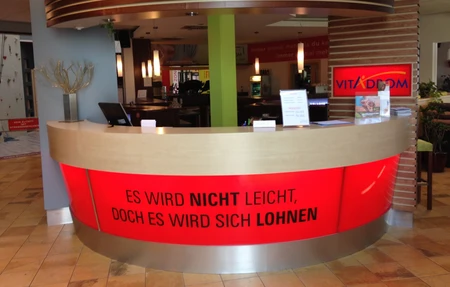 VITADROM
ES WIRD NICHT LEICHT,
DOCH ES WIRD SICH LOHNEN